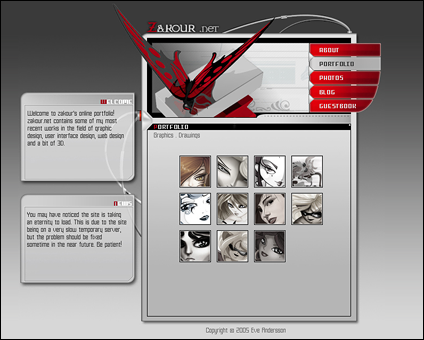 Zakour .net
About
Portfolio
Photos
Blog
Guestbook
Welcome
Welcome to zakour's online portfolio!
zakour.net contains some of my most
recent works in the field of graphic
design, user interface design, web design
and a bit of 3D.
Portfolio
Graphics . Drawings
News
You may have noticed the site is taking
an eternity to load. This is due to the site
being on a very slow temporary server,
but the problem should be fixed
sometime in the near future. Be patient!
Copyright © 2005 Eve Andersson